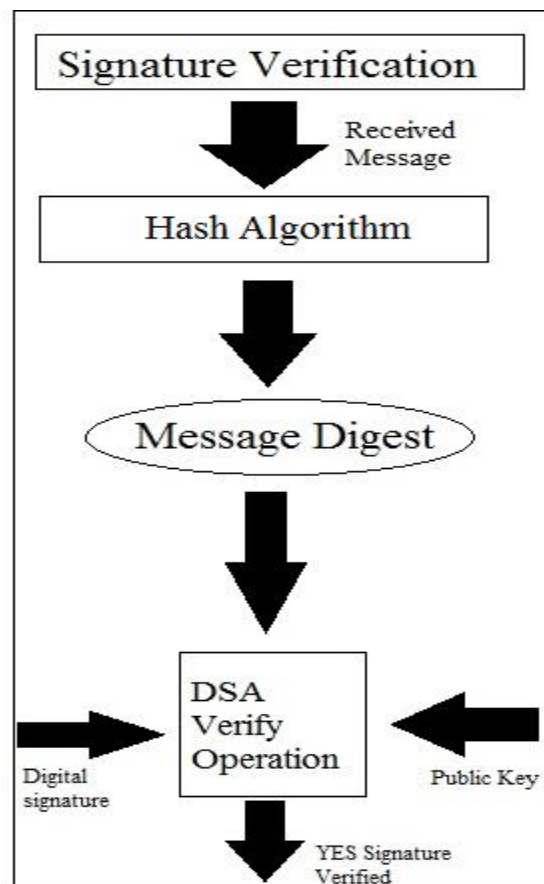 Signature Verification
Received
Message
Hash Algorithm
Message Digest
DSA
Verify
Operation
Digital
signature
Public Key
YES Signature
Verified